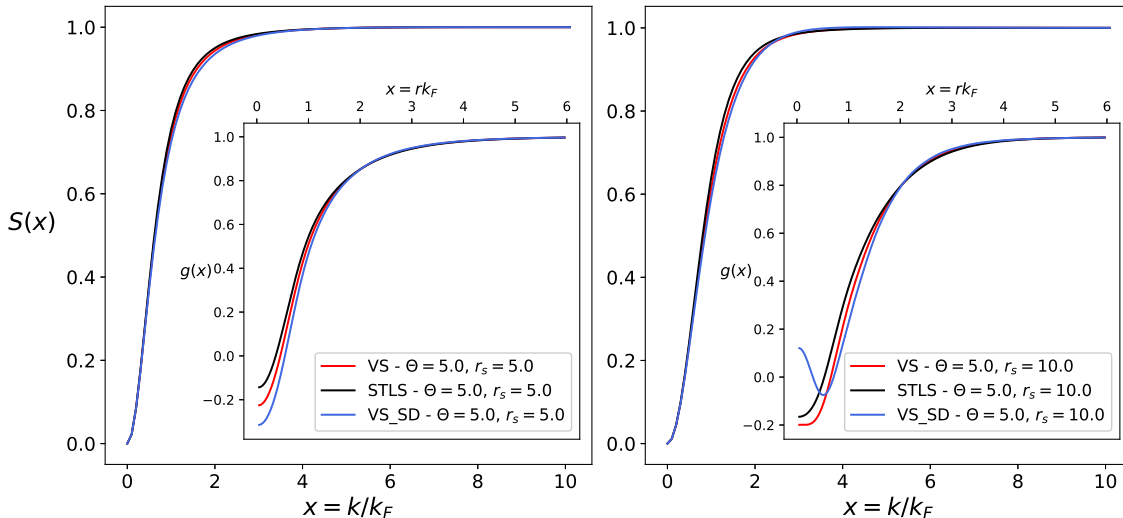 1.0
0.8
0.6
0.4
0.2
0.0
S(x)
0 2 4 6 8 10
x = k/k_F
x = rk_F
0 1 2 3 4 5 6
1.0
0.8
0.6
0.4
0.2
0.0
−0.2
g(x)
VS - Θ = 5.0, r_s = 5.0
STLS - Θ = 5.0, r_s = 5.0
VS_SD - Θ = 5.0, r_s = 5.0
1.0
0.8
0.6
0.4
0.2
0.0
0 2 4 6 8 10
x = k/k_F
x = rk_F
0 1 2 3 4 5 6
1.0
0.8
0.6
0.4
0.2
0.0
−0.2
g(x)
VS - Θ = 5.0, r_s = 10.0
STLS - Θ = 5.0, r_s = 10.0
VS_SD - Θ = 5.0, r_s = 10.0